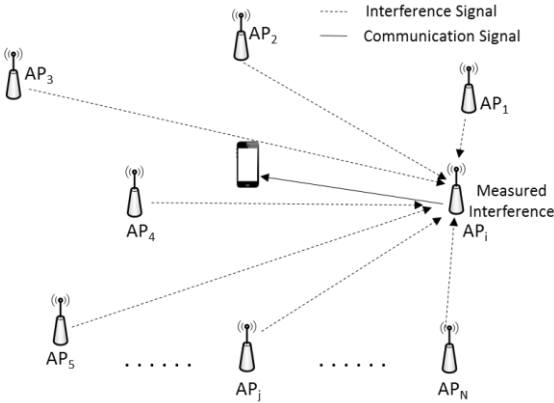 Interference Signal
Communication Signal
AP2
AP3
AP1
Measured
Interference
AP4
APi
AP5
. . . . . .
APj
. . . . . .
APN